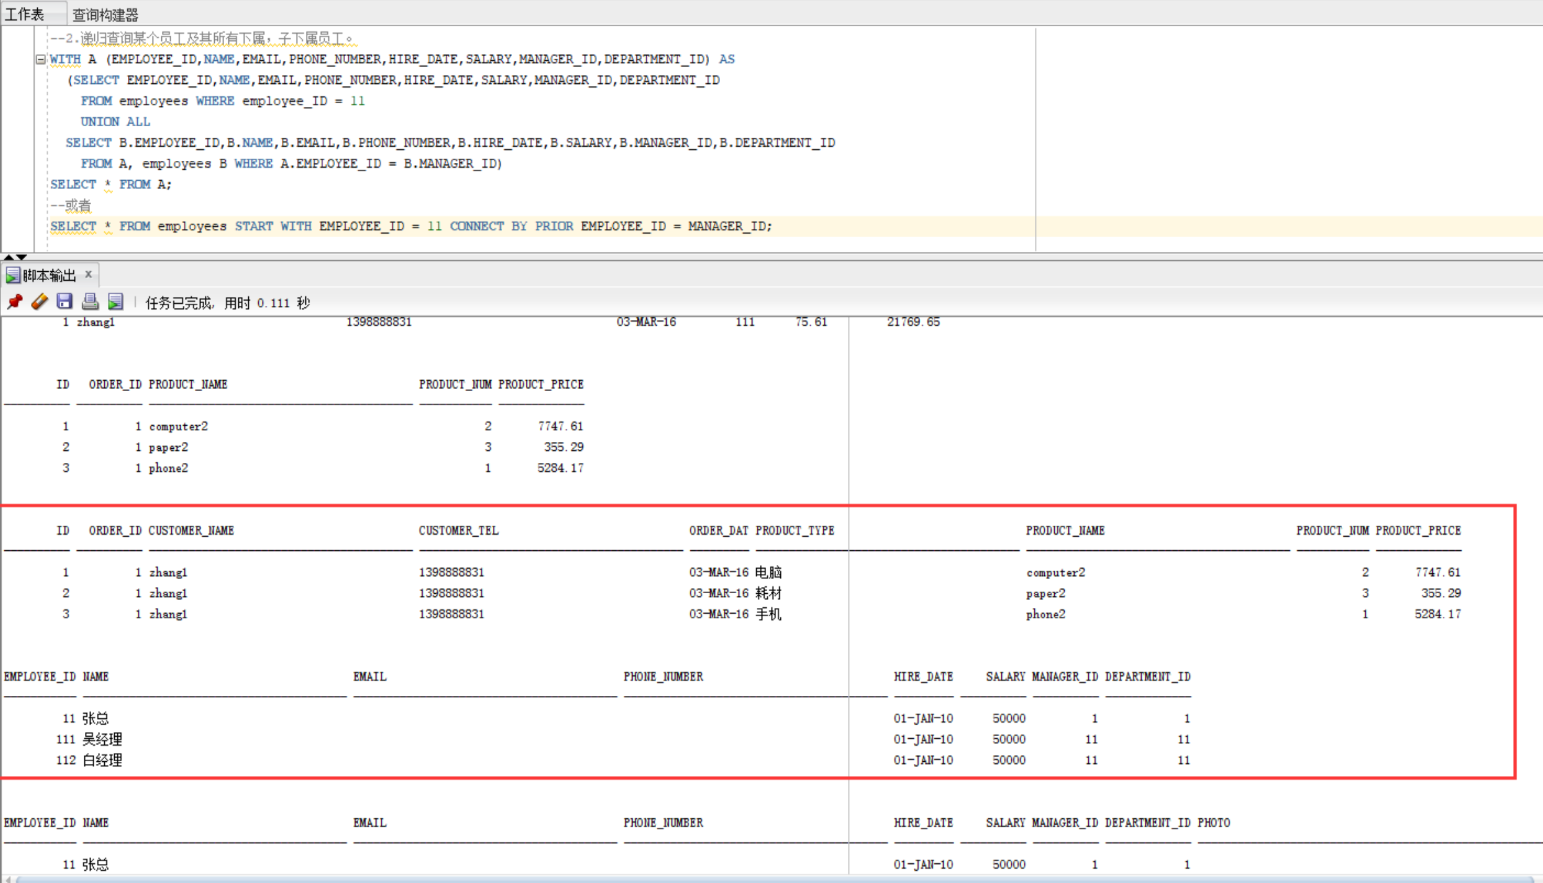 工作表 查询构建器
--2.递归查询某个员工及其所有下属，子下属员工。
WITH A (EMPLOYEE_ID,NAME,EMAIL,PHONE_NUMBER,HIRE_DATE,SALARY,MANAGER_ID,DEPARTMENT_ID) AS
(SELECT EMPLOYEE_ID,NAME,EMAIL,PHONE_NUMBER,HIRE_DATE,SALARY,MANAGER_ID,DEPARTMENT_ID
FROM employees WHERE employee_ID = 11
UNION ALL
SELECT B.EMPLOYEE_ID,B.NAME,B.EMAIL,B.PHONE_NUMBER,B.HIRE_DATE,B.SALARY,B.MANAGER_ID,B.DEPARTMENT_ID
FROM A, employees B WHERE A.EMPLOYEE_ID = B.MANAGER_ID)
SELECT * FROM A;
--或者
SELECT * FROM employees START WITH EMPLOYEE_ID = 11 CONNECT BY PRIOR EMPLOYEE_ID = MANAGER_ID;
脚本输出 x
任务已完成, 用时 0.111 秒
1 zhang1 1398888831 03-MAR-16 111 75.61 21769.65
ID ORDER_ID PRODUCT_NAME PRODUCT_NUM PRODUCT_PRICE
1 1 computer2 2 7747.61
2 1 paper2 3 355.29
3 1 phone2 1 5284.17
ID ORDER_ID CUSTOMER_NAME CUSTOMER_TEL ORDER_DAT PRODUCT_TYPE PRODUCT_NAME PRODUCT_NUM PRODUCT_PRICE
1 1 zhang1 1398888831 03-MAR-16 电脑 computer2 2 7747.61
2 1 zhang1 1398888831 03-MAR-16 耗材 paper2 3 355.29
3 1 zhang1 1398888831 03-MAR-16 手机 phone2 1 5284.17
EMPLOYEE_ID NAME EMAIL PHONE_NUMBER HIRE_DATE SALARY MANAGER_ID DEPARTMENT_ID
11 张总 01-JAN-10 50000 1 1
111 吴经理 01-JAN-10 50000 11 11
112 白经理 01-JAN-10 50000 11 11
EMPLOYEE_ID NAME EMAIL PHONE_NUMBER HIRE_DATE SALARY MANAGER_ID DEPARTMENT_ID PHOTO
11 张总 01-JAN-10 50000 1 1